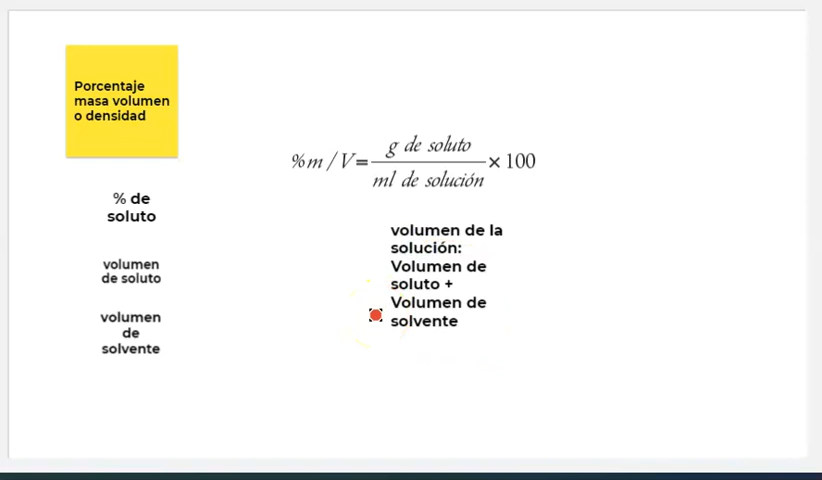 Porcentaje
masa volumen
o densidad
% de
soluto
volumen
de soluto
volumen
de
solvente
%m / V= g de soluto / ml de solución × 100
volumen de la
solución:
Volumen de
soluto +
Volumen de
solvente